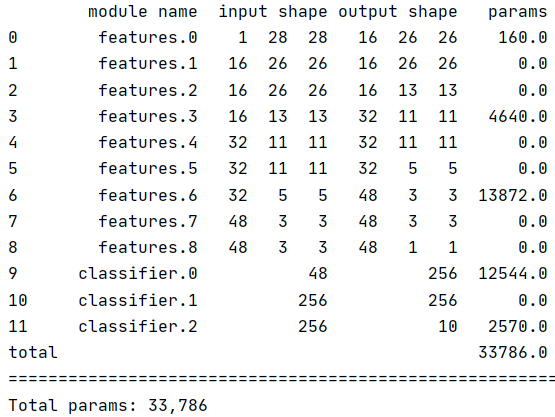 module name input shape output shape params
0 features.0 1 28 28 16 26 26 160.0
1 features.1 16 26 26 16 26 26 0.0
2 features.2 16 26 26 16 13 13 0.0
3 features.3 16 13 13 32 11 11 4640.0
4 features.4 32 11 11 32 11 11 0.0
5 features.5 32 11 11 32 5 5 0.0
6 features.6 32 5 5 48 3 3 13872.0
7 features.7 48 3 3 48 3 3 0.0
8 features.8 48 3 3 48 1 1 0.0
9 classifier.0 48 256 12544.0
10 classifier.1 256 256 0.0
11 classifier.2 256 10 2570.0
total 33786.0
=======================================================
Total params: 33,786